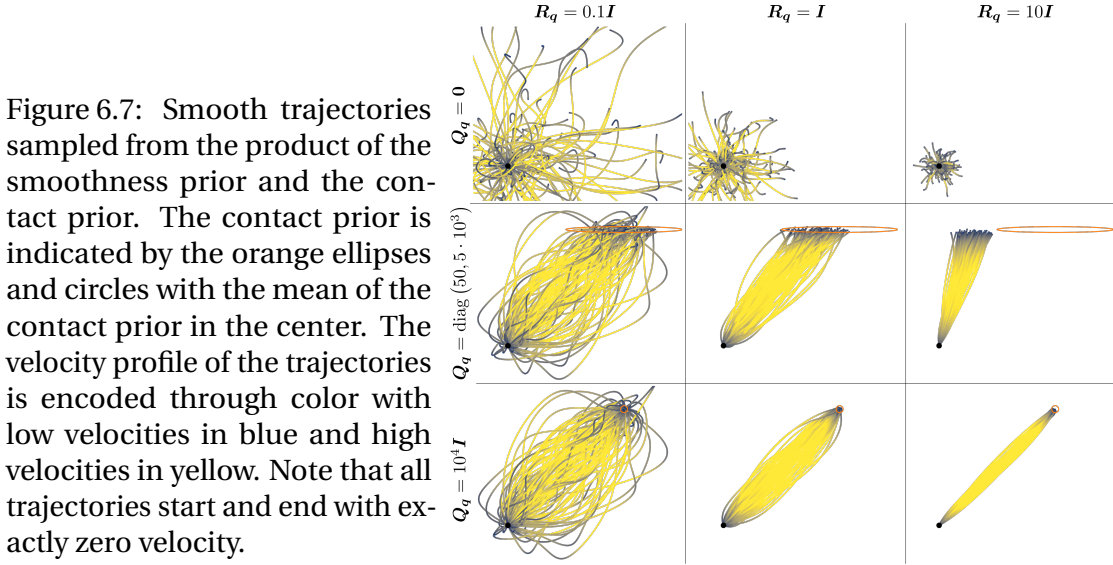 Figure 6.7: Smooth trajectories
sampled from the product of the
smoothness prior and the con-
tact prior. The contact prior is
indicated by the orange ellipses
and circles with the mean of the
contact prior in the center. The
velocity profile of the trajectories
is encoded through color with
low velocities in blue and high
velocities in yellow. Note that all
trajectories start and end with ex-
actly zero velocity.
R_q = 0.1I
R_q = I
R_q = 10I
Q_q = 0
Q_q = diag (50, 5 · 10³)
Q_q = 10⁴ I